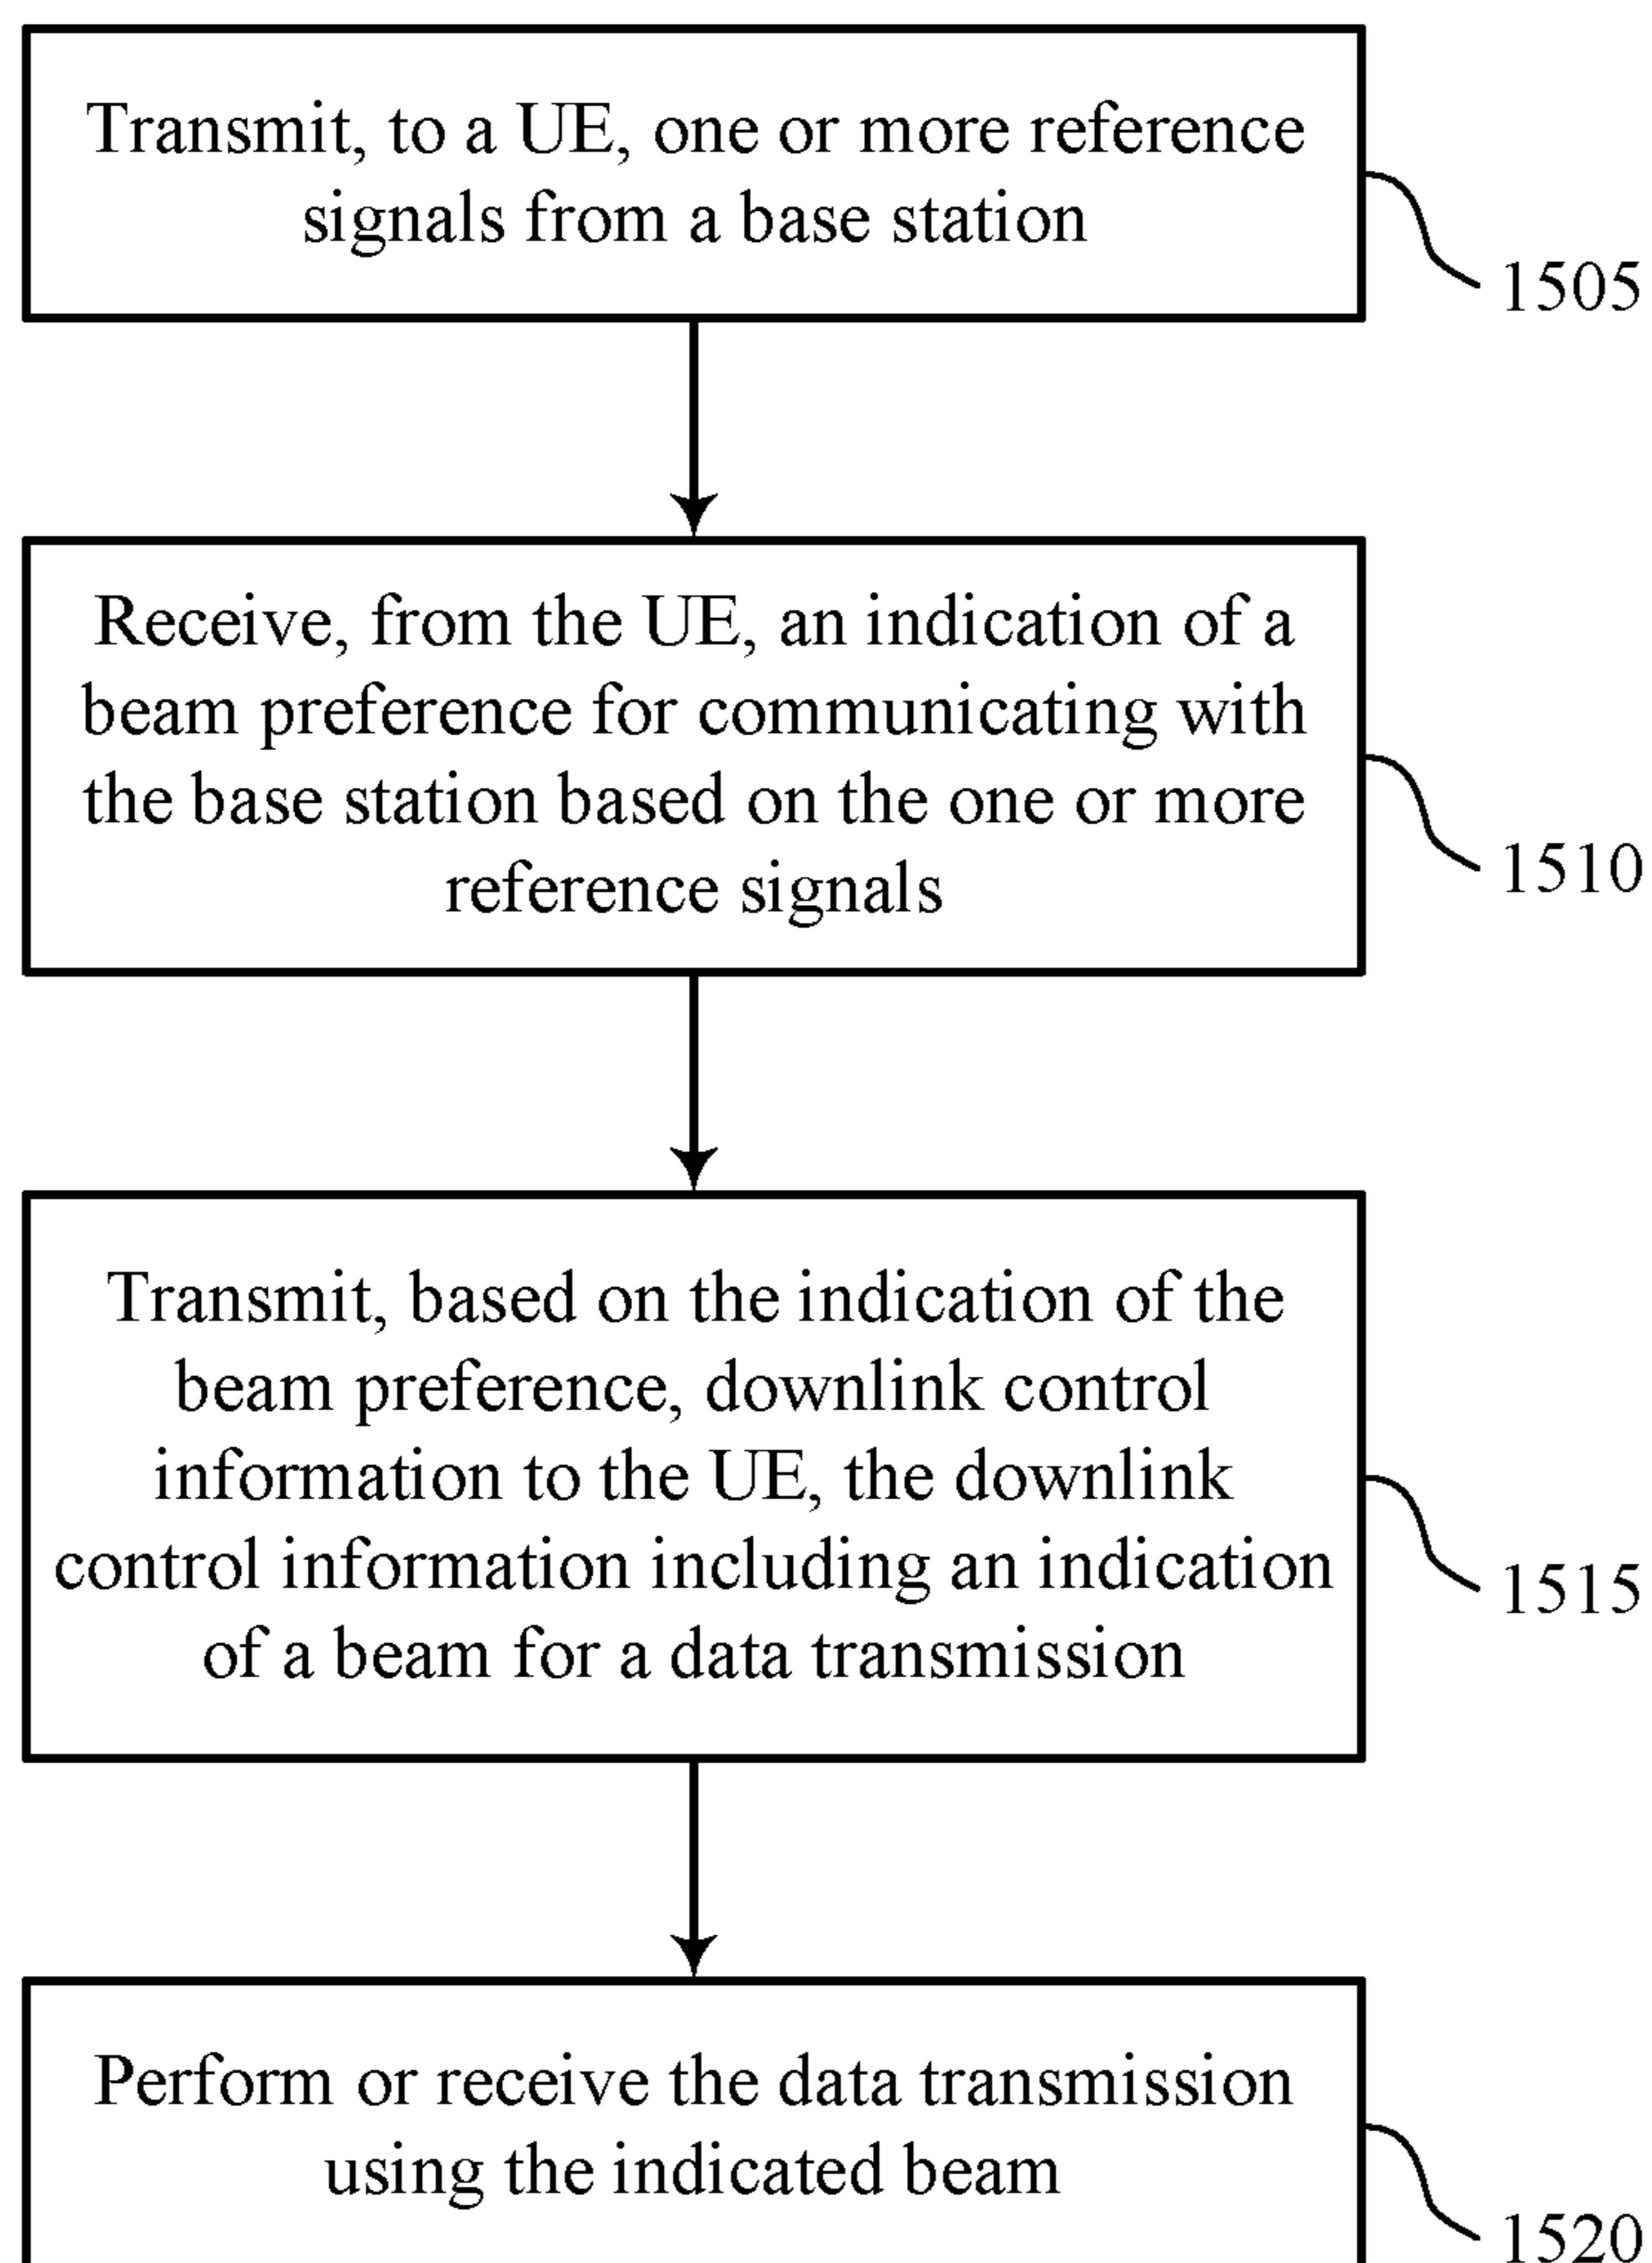 Transmit, to a UE, one or more reference
signals from a base station
1505
Receive, from the UE, an indication of a
beam preference for communicating with
the base station based on the one or more
reference signals
1510
Transmit, based on the indication of the
beam preference, downlink control
information to the UE, the downlink
control information including an indication
of a beam for a data transmission
1515
Perform or receive the data transmission
using the indicated beam
1520